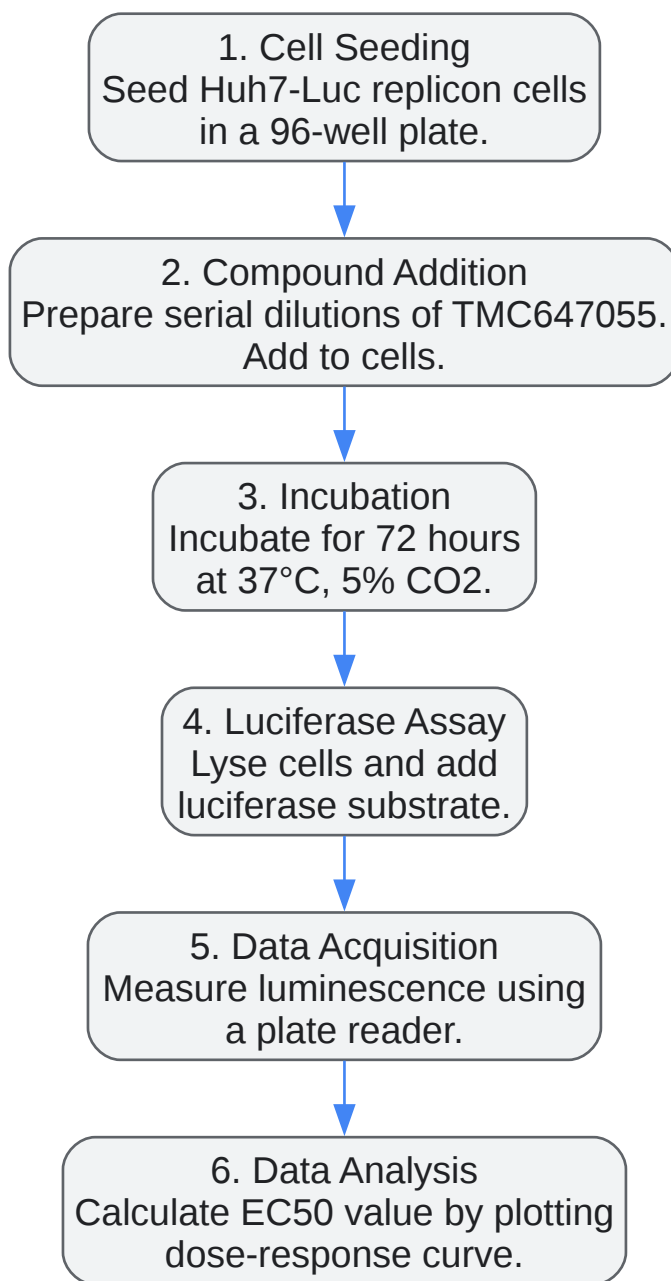 1. Cell Seeding
Seed Huh7-Luc replicon cells
in a 96-well plate.
2. Compound Addition
Prepare serial dilutions of TMC647055.
Add to cells.
3. Incubation
Incubate for 72 hours
at 37°C, 5% CO2.
4. Luciferase Assay
Lyse cells and add
luciferase substrate.
5. Data Acquisition
Measure luminescence using
a plate reader.
6. Data Analysis
Calculate EC50 value by plotting
dose-response curve.